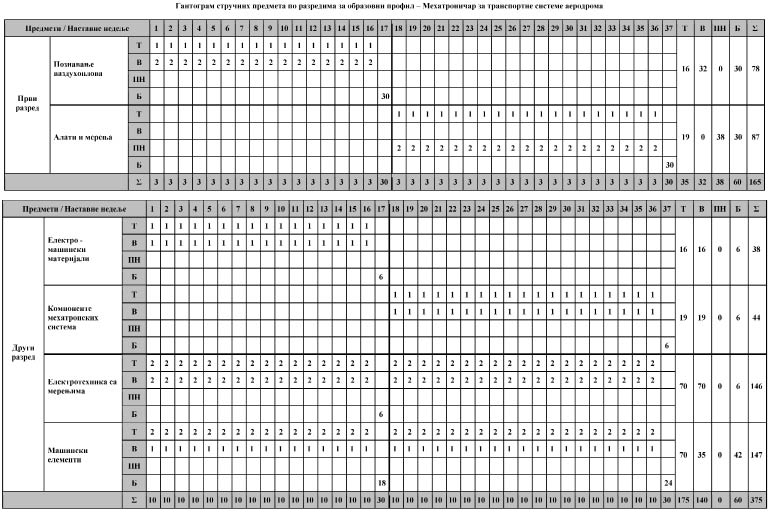 Гантограм стручних предмета по разредима за образовни профил – Мехатроничар за транспортне системе аеродрома
Предмети / Наставне недеље 1 2 3 4 5 6 7 8 9 10 11 12 13 14 15 16 17 18 19 20 21 22 23 24 25 26 27 28 29 30 31 32 33 34 35 36 37 Т В ПН Б Σ
Први разред
Познавање ваздухоплова
Т 1 1 1 1 1 1 1 1 1 1 1 1 1 1 1 1
В 2 2 2 2 2 2 2 2 2 2 2 2 2 2 2 2
ПН
Б 30
16 32 0 30 78
Алати и мерења
Т 1 1 1 1 1 1 1 1 1 1 1 1 1 1 1 1 1 1 1
В
ПН 2 2 2 2 2 2 2 2 2 2 2 2 2 2 2 2 2 2 2
Б 30
19 0 38 30 87
Σ 3 3 3 3 3 3 3 3 3 3 3 3 3 3 3 3 30 3 3 3 3 3 3 3 3 3 3 3 3 3 3 3 3 3 3 3 30 35 32 38 60 165
Предмети / Наставне недеље 1 2 3 4 5 6 7 8 9 10 11 12 13 14 15 16 17 18 19 20 21 22 23 24 25 26 27 28 29 30 31 32 33 34 35 36 37 Т В ПН Б Σ
Други разред
Електро - машински материјали
Т 1 1 1 1 1 1 1 1 1 1 1 1 1 1 1 1
В 1 1 1 1 1 1 1 1 1 1 1 1 1 1 1 1
ПН
Б 6
16 16 0 6 38
Компоненте мехатронских система
Т 1 1 1 1 1 1 1 1 1 1 1 1 1 1 1 1 1 1 1
В 1 1 1 1 1 1 1 1 1 1 1 1 1 1 1 1 1 1 1
ПН
Б 6
19 19 0 6 44
Електротехника са мерењима
Т 2 2 2 2 2 2 2 2 2 2 2 2 2 2 2 2 2 2 2 2 2 2 2 2 2 2 2 2 2 2 2 2 2 2 2
В 2 2 2 2 2 2 2 2 2 2 2 2 2 2 2 2 2 2 2 2 2 2 2 2 2 2 2 2 2 2 2 2 2 2 2
ПН
Б 6
70 70 0 6 146
Машински елементи
Т 2 2 2 2 2 2 2 2 2 2 2 2 2 2 2 2 2 2 2 2 2 2 2 2 2 2 2 2 2 2 2 2 2 2 2
В 1 1 1 1 1 1 1 1 1 1 1 1 1 1 1 1 1 1 1 1 1 1 1 1 1 1 1 1 1 1 1 1 1 1 1
ПН
Б 18 24
70 35 0 42 147
Σ 10 10 10 10 10 10 10 10 10 10 10 10 10 10 10 10 30 10 10 10 10 10 10 10 10 10 10 10 10 10 10 10 10 10 10 10 30 175 140 0 60 375